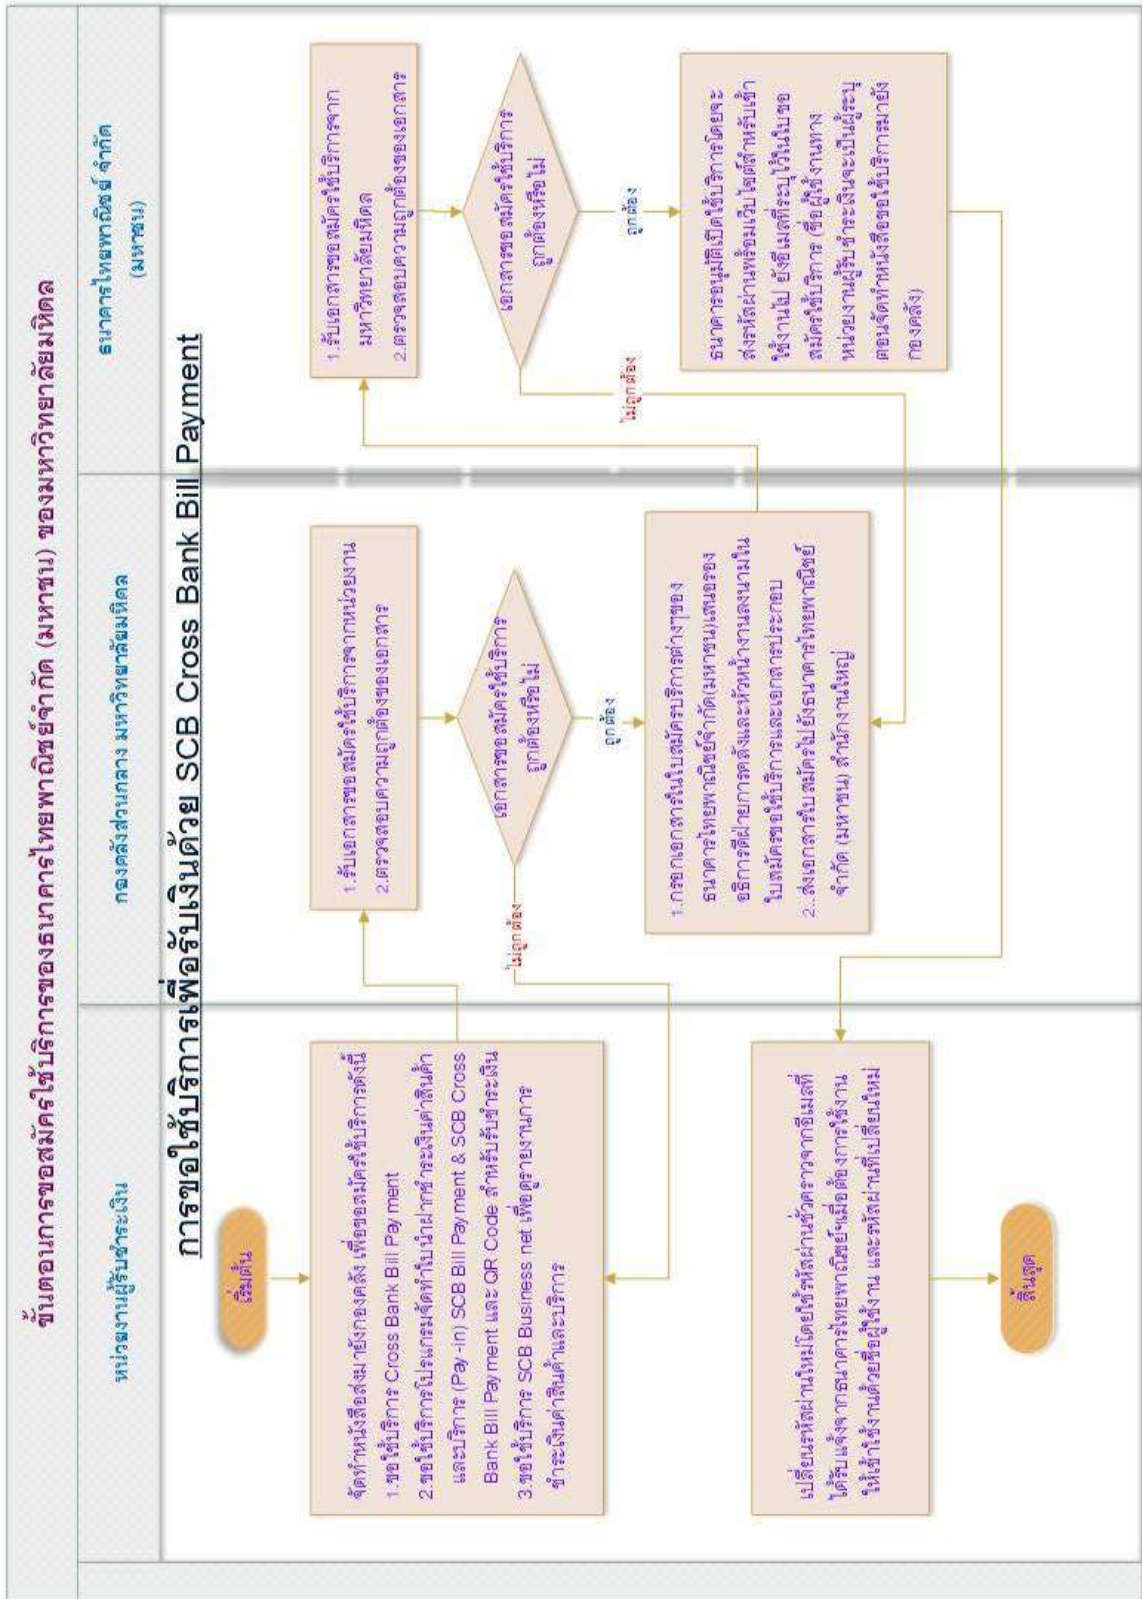 ขั้นตอนการขอสมัครใช้บริการของธนาคารไทยพาณิชย์จำกัด (มหาชน) ของมหาวิทยาลัยมหิดล
หน่วยงานผู้รับชำระเงิน
กองคลังส่วนกลาง มหาวิทยาลัยมหิดล
ธนาคารไทยพาณิชย์ จำกัด
(มหาชน)
การขอใช้บริการเพื่อรับเงินด้วย SCB Cross Bank Bill Payment
เริ่มต้น
จัดทำหนังสือส่งมายังกองคลัง เพื่อขอสมัครใช้บริการดังนี้
1.ขอใช้บริการ Cross Bank Bill Payment
2.ขอใช้บริการโปรแกรมจัดทำใบนำฝากชำระเงินค่าสินค้า
และบริการ (Pay-in) SCB Bill Payment & SCB Cross
Bank Bill Payment และ QR Code สำหรับรับชำระเงิน
3.ขอใช้บริการ SCB Business net เพื่อดูรายงานการ
ชำระเงินค่าสินค้าและบริการ
1.รับเอกสารขอสมัครใช้บริการจากหน่วยงาน
2.ตรวจสอบความถูกต้องของเอกสาร
เอกสารขอสมัครใช้บริการ
ถูกต้องหรือไม่
ไม่ถูกต้อง
ถูกต้อง
1.กรอกเอกสารในใบสมัครบริการต่างๆของ
ธนาคารไทยพาณิชย์จำกัด(มหาชน)เสนอรอง
อธิการดีฝ่ายการคลังและหัวหน้างานลงนามใน
ใบสมัครขอใช้บริการและเอกสารประกอบ
2..ส่งเอกสารใบสมัครไปยังธนาคารไทยพาณิชย์
จำกัด (มหาชน) สำนักงานใหญ่
1.รับเอกสารขอสมัครใช้บริการจาก
มหาวิทยาลัยมหิดล
2.ตรวจสอบความถูกต้องของเอกสาร
เอกสารขอสมัครใช้บริการ
ถูกต้องหรือไม่
ไม่ถูกต้อง
ถูกต้อง
ธนาคารอนุมัติเปิดใช้บริการโดยจะ
ส่งรหัสผ่านพร้อมเว็บไซต์สำหรับเข้า
ใช้งานไป ยังอีเมลที่ระบุไว้ในใบขอ
สมัครใช้บริการ (ชื่อผู้ใช้งานทาง
หน่วยงานผู้รับชำระเงินจะเป็นผู้ระบุ
ตอนจัดทำหนังสือขอใช้บริการมายัง
กองคลัง)
เปลี่ยนรหัสผ่านใหม่โดยใช้รหัสผ่านชั่วคราวจากอีเมลที่
ได้รับแจ้งจากธนาคารไทยพาณิชย์ฯเมื่อต้องการใช้งาน
ให้เข้าใช้งานด้วยชื่อผู้ใช้งาน และรหัสผ่านที่เปลี่ยนใหม่
สิ้นสุด